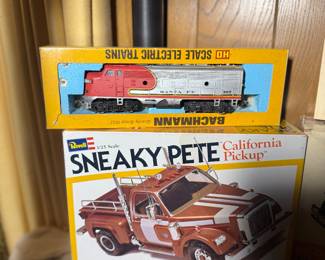 HO SCALE ELECTRIC TRAINS
SANTA FE
BACHMANN
Revell
1/25 Scale
SNEAKY PETE
California
Pickup